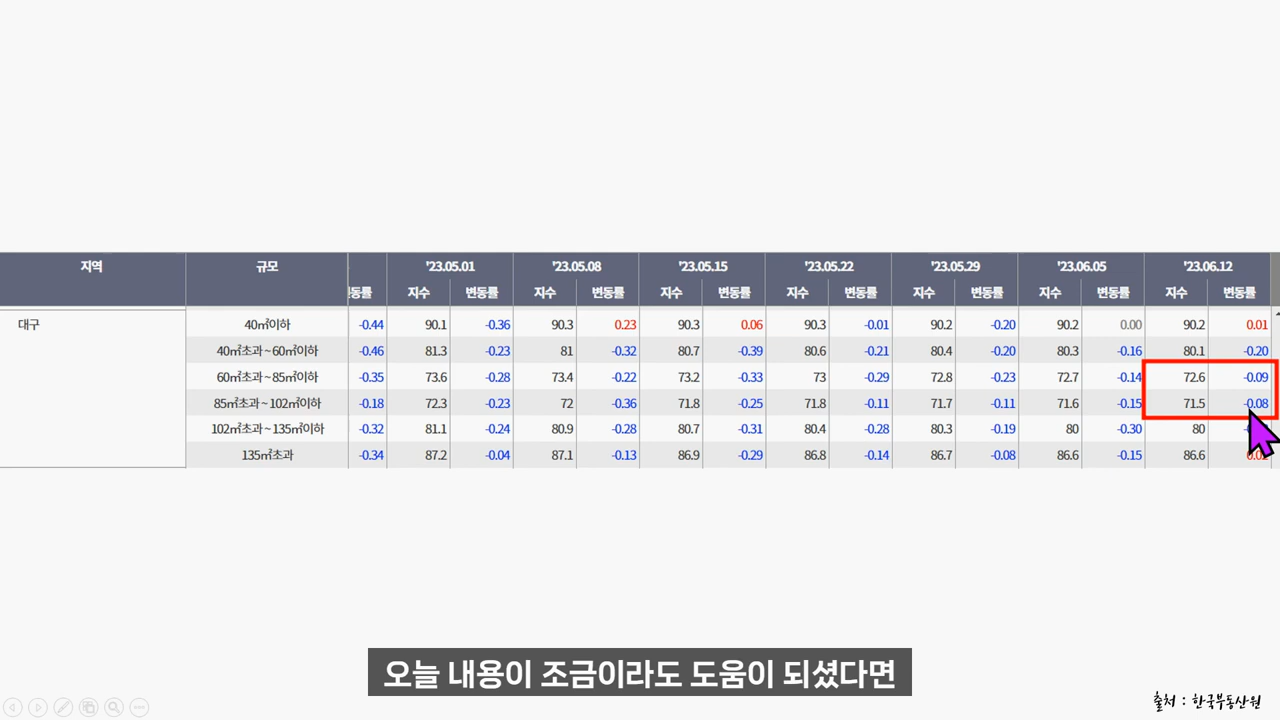 지역 규모 '23.05.01 '23.05.08 '23.05.15 '23.05.22 '23.05.29 '23.06.05 '23.06.12
지수 변동률 지수 변동률 지수 변동률 지수 변동률 지수 변동률 지수 변동률 지수 변동률
대구 40㎡이하 -0.44 90.1 -0.36 90.3 0.23 90.3 0.06 90.3 -0.01 90.2 -0.20 90.2 0.00 90.2 0.01
40㎡초과~60㎡이하 -0.46 81.3 -0.23 81 -0.32 80.7 -0.39 80.6 -0.21 80.4 -0.20 80.3 -0.16 80.1 -0.20
60㎡초과~85㎡이하 -0.35 73.6 -0.28 73.4 -0.22 73.2 -0.33 73 -0.29 72.8 -0.23 72.7 -0.14 72.6 -0.09
85㎡초과~102㎡이하 -0.18 72.3 -0.23 72 -0.36 71.8 -0.25 71.8 -0.11 71.7 -0.11 71.6 -0.15 71.5 -0.08
102㎡초과~135㎡이하 -0.32 81.1 -0.24 80.9 -0.28 80.7 -0.31 80.4 -0.28 80.3 -0.19 80 -0.30 80
135㎡초과 -0.34 87.2 -0.04 87.1 -0.13 86.9 -0.29 86.8 -0.14 86.7 -0.08 86.6 -0.15 86.6
오늘 내용이 조금이라도 도움이 되셨다면
출처 : 한국부동산원